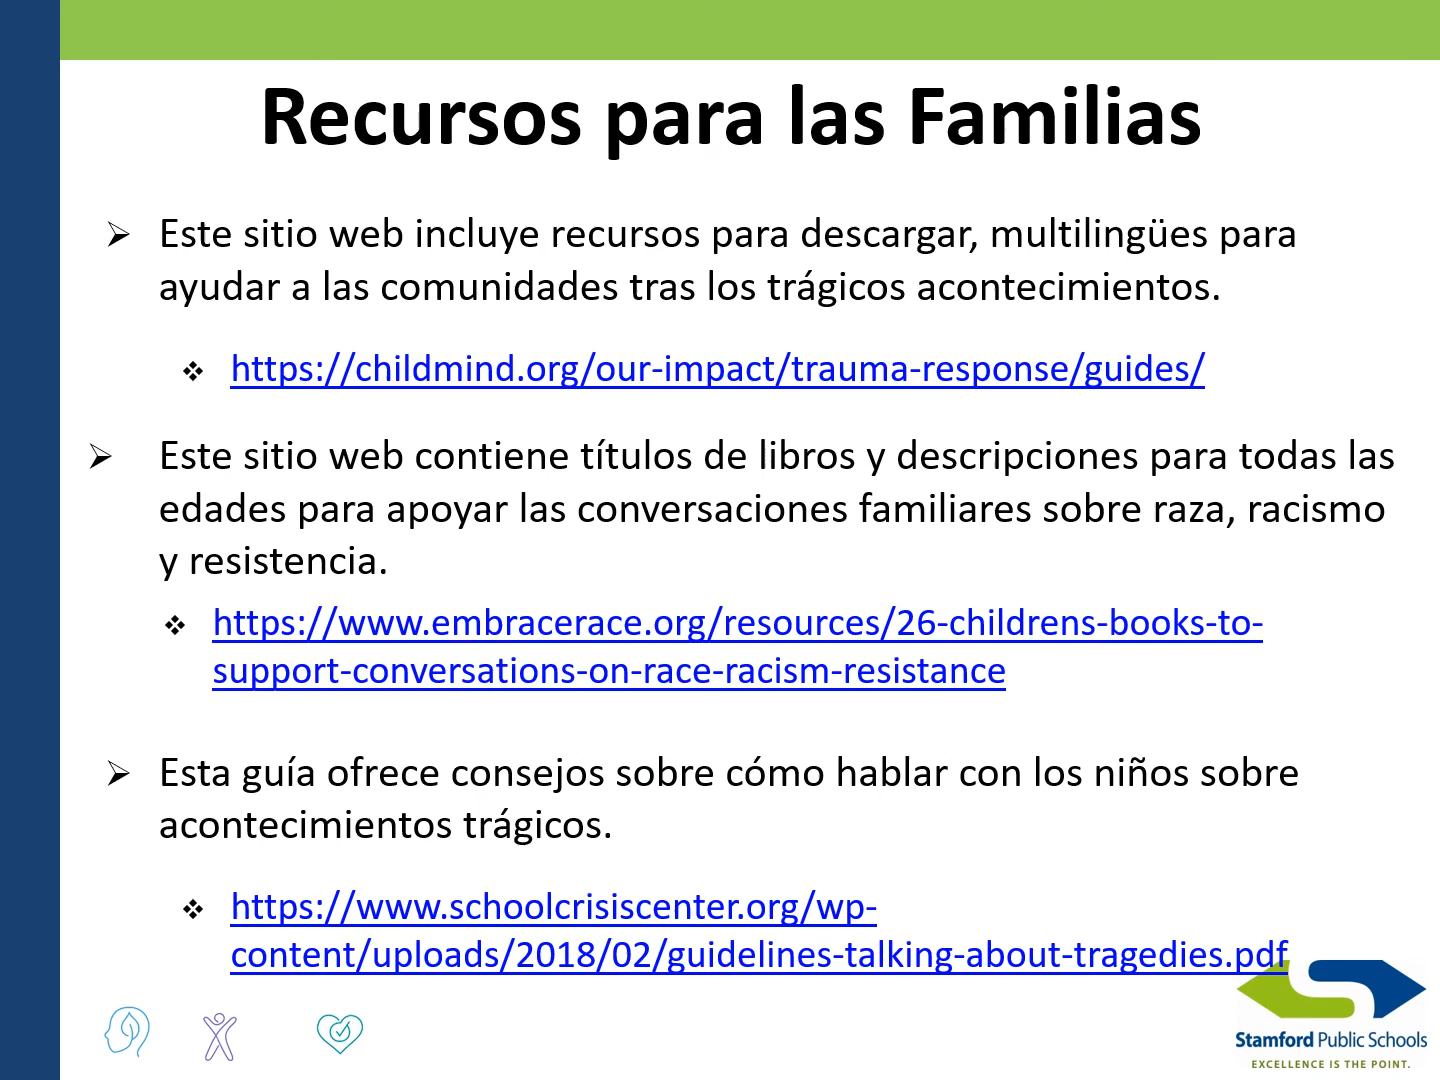 Recursos para las Familias
Este sitio web incluye recursos para descargar, multilingües para
ayudar a las comunidades tras los trágicos acontecimientos.
https://childmind.org/our-impact/trauma-response/guides/
Este sitio web contiene títulos de libros y descripciones para todas las
edades para apoyar las conversaciones familiares sobre raza, racismo
y resistencia.
https://www.embracerace.org/resources/26-childrens-books-to-
support-conversations-on-race-racism-resistance
Esta guía ofrece consejos sobre cómo hablar con los niños sobre
acontecimientos trágicos.
https://www.schoolcrisiscenter.org/wp-
content/uploads/2018/02/guidelines-talking-about-tragedies.pdf
Stamford Public Schools
EXCELLENCE IS THE POINT.